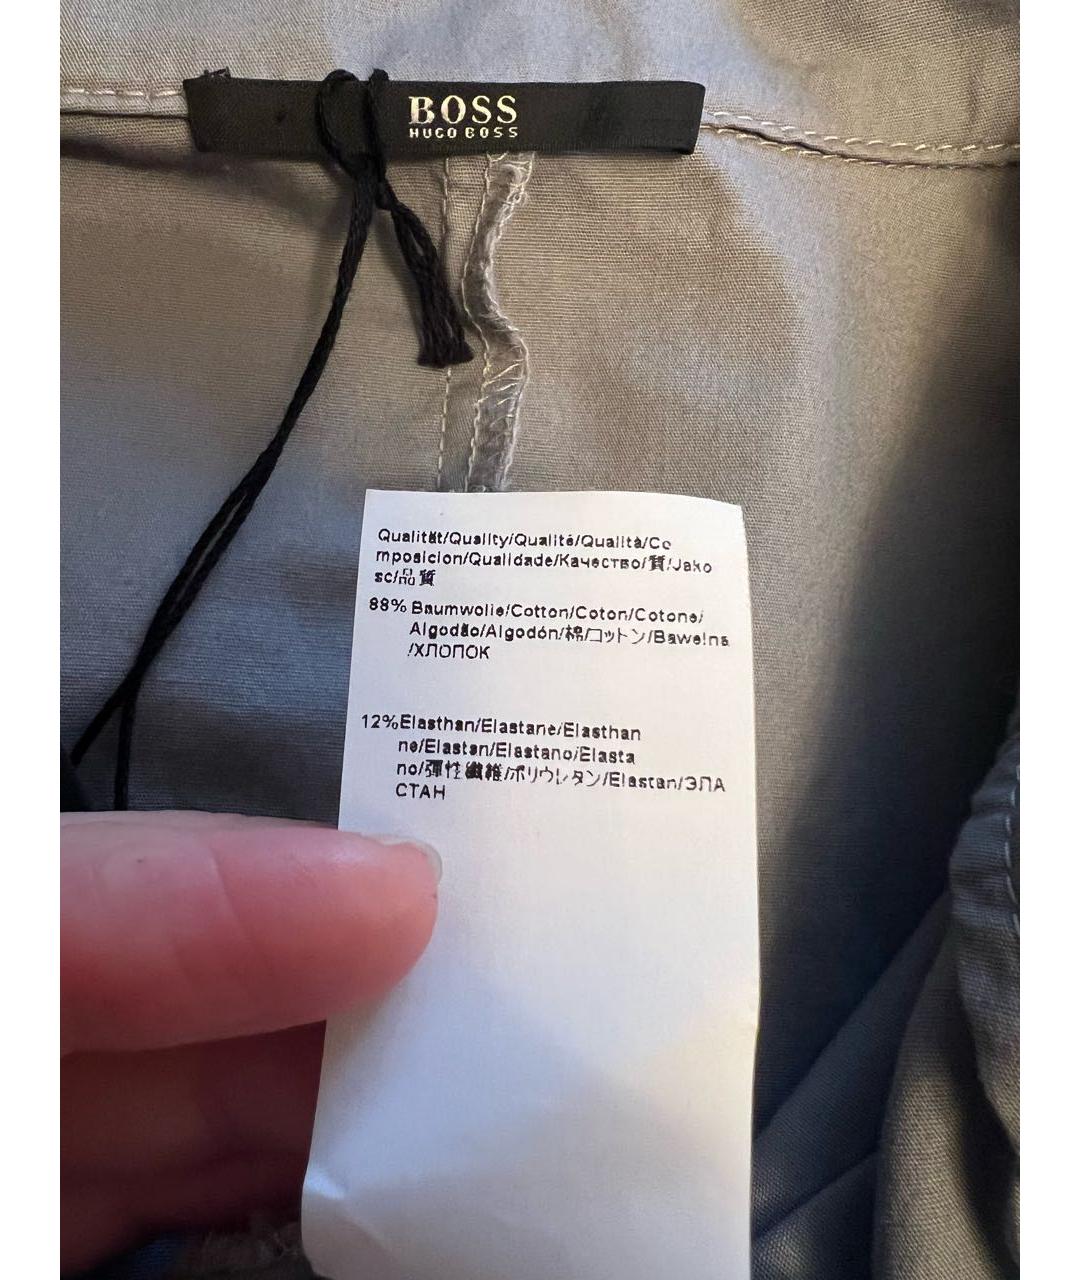 BOSS
HUGO BOSS
Qualität/Quality/Qualité/Qualità/Co
mposicion/Qualidade/Качество/質/Jako
sc/品質
88% Baumwolle/Cotton/Coton/Cotone/
Algodão/Algodón/棉/コットン/Bawelna
/ХЛОПОК
12%Elasthan/Elastane/Elasthan
ne/Elastan/Elastano/Elasta
no/彈性纖維/ポリウレタン/Elastan/ЭЛА
СТАН